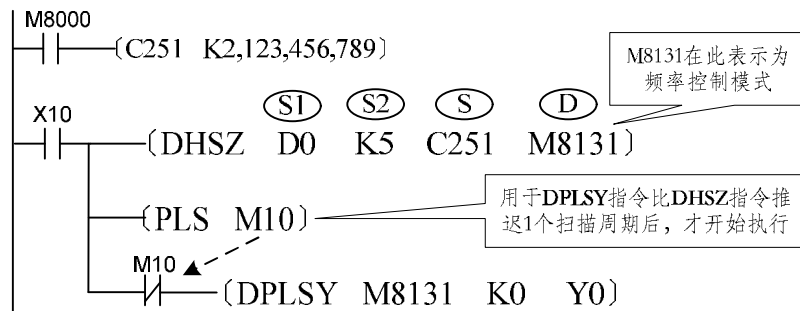 M8000
(C251 K2,123,456,789)
M8131在此表示为
频率控制模式
S1 S2 S D
X10
(DHSZ D0 K5 C251 M8131)
(PLS M10)
用于DPLSY指令比DHSZ指令推
迟1个扫描周期后，才开始执行
M10
(DPLSY M8131 K0 Y0)